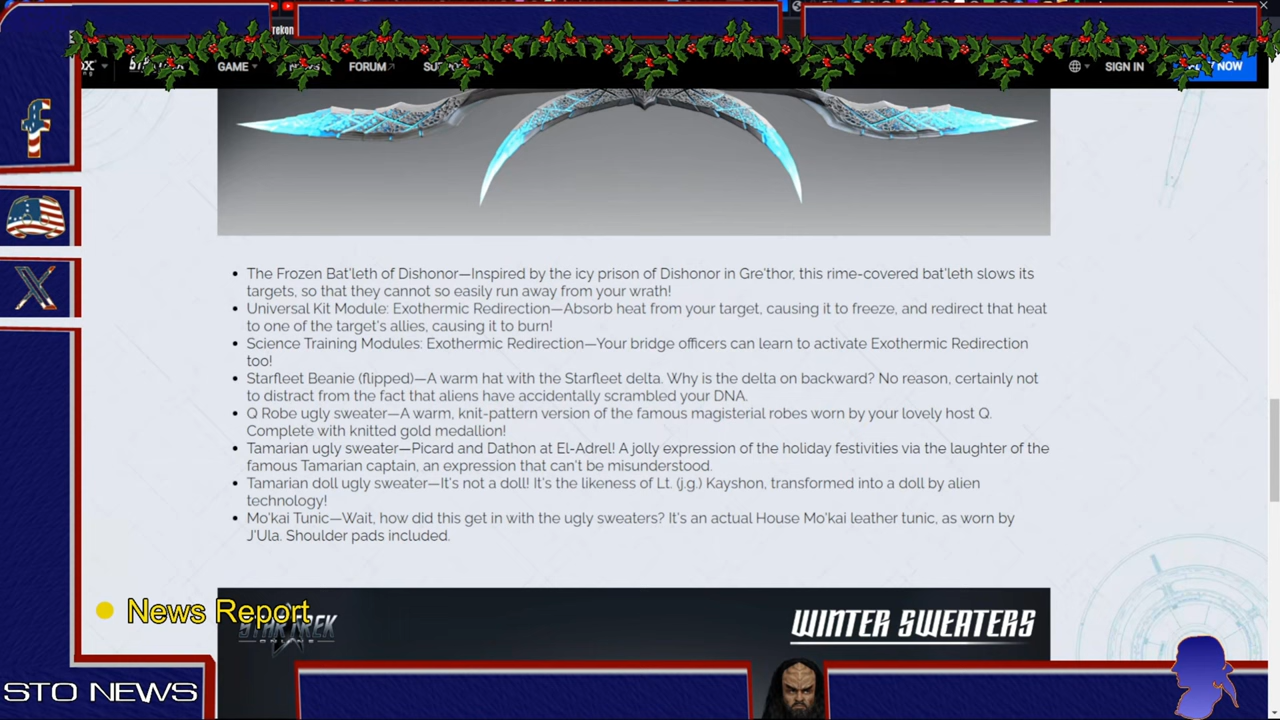 rekon
GAME
FORUM
SIGN IN
NOW
The Frozen Bat'leth of Dishonor—Inspired by the icy prison of Dishonor in Gre'thor, this rime-covered bat'leth slows its
targets, so that they cannot so easily run away from your wrath!
Universal Kit Module: Exothermic Redirection—Absorb heat from your target, causing it to freeze, and redirect that heat
to one of the target's allies, causing it to burn!
Science Training Modules: Exothermic Redirection—Your bridge officers can learn to activate Exothermic Redirection
too!
Starfleet Beanie (flipped)—A warm hat with the Starfleet delta. Why is the delta on backward? No reason, certainly not
to distract from the fact that aliens have accidentally scrambled your DNA.
Q Robe ugly sweater—A warm, knit-pattern version of the famous magisterial robes worn by your lovely host Q.
Complete with knitted gold medallion!
Tamarian ugly sweater—Picard and Dathon at El-Adrel! A jolly expression of the holiday festivities via the laughter of the
famous Tamarian captain, an expression that can't be misunderstood.
Tamarian doll ugly sweater—It's not a doll! It's the likeness of Lt. (j.g.) Kayshon, transformed into a doll by alien
technology!
Mo'kai Tunic—Wait, how did this get in with the ugly sweaters? It's an actual House Mo'kai leather tunic, as worn by
J'Ula. Shoulder pads included.
News Report
STAR TREK
ONLINE
WINTER SWEATERS
STO NEWS